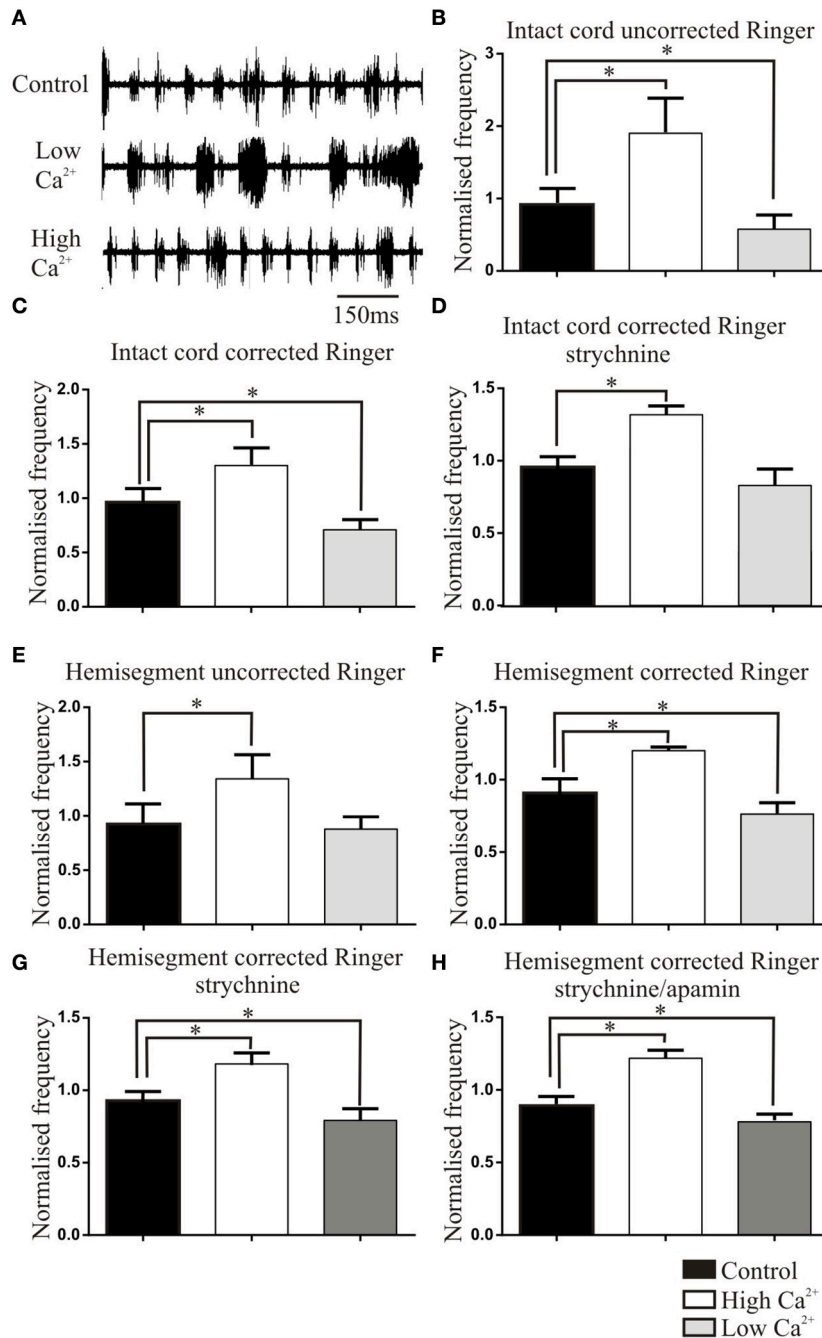 A
Control
Low
Ca²⁺
High
Ca²⁺
150ms
B
Intact cord uncorrected Ringer
Normalised frequency
3
2
1
0
*
*
C
Intact cord corrected Ringer
Normalised frequency
2.0
1.5
1.0
0.5
0.0
*
*
D
Intact cord corrected Ringer
strychnine
Normalised frequency
1.5
1.0
0.5
0.0
*
E
Hemisegment uncorrected Ringer
Normalised frequency
2.0
1.5
1.0
0.5
0.0
*
F
Hemisegment corrected Ringer
Normalised frequency
1.5
1.0
0.5
0.0
*
*
G
Hemisegment corrected Ringer
strychnine
Normalised frequency
1.5
1.0
0.5
0.0
*
*
H
Hemisegment corrected Ringer
strychnine/apamin
Normalised frequency
1.5
1.0
0.5
0.0
*
*
Control
High Ca²⁺
Low Ca²⁺